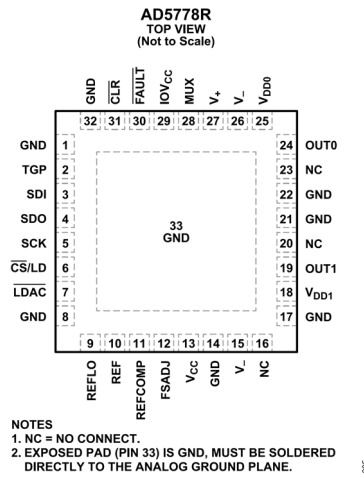 AD5778R
TOP VIEW
(Not to Scale)
GND
CLR
FAULT
IOVCC
MUX
V+
V–
VDD0
32 31 30 29 28 27 26 25
GND 1
TGP 2
SDI 3
SDO 4
SCK 5
CS/LD 6
LDAC 7
GND 8
33
GND
24 OUT0
23 NC
22 GND
21 GND
20 NC
19 OUT1
18 VDD1
17 GND
9 10 11 12 13 14 15 16
REFLO
REF
REFCOMP
FSADJ
VCC
GND
V–
NC
NOTES
1. NC = NO CONNECT.
2. EXPOSED PAD (PIN 33) IS GND, MUST BE SOLDERED
DIRECTLY TO THE ANALOG GROUND PLANE.